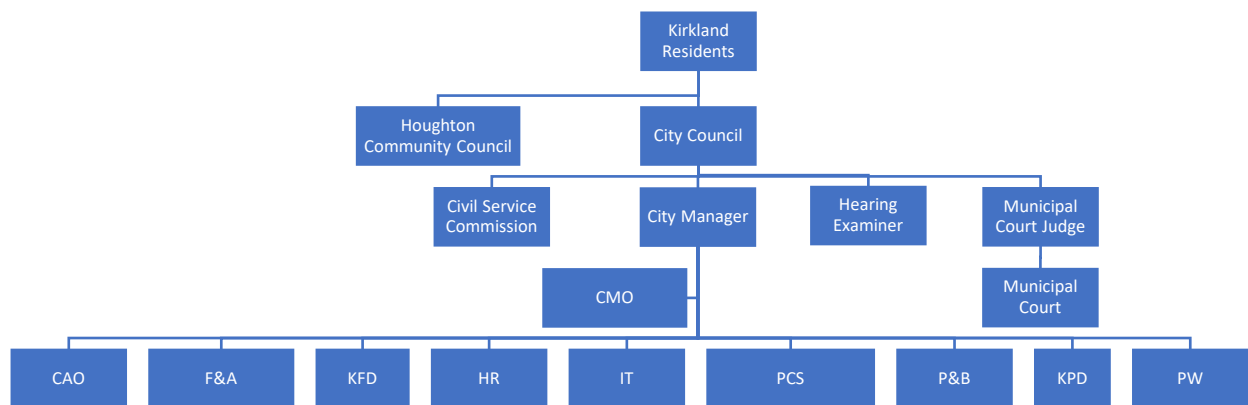 Kirkland
Residents
Houghton
Community Council
City Council
Civil Service
Commission
City Manager
Hearing
Examiner
Municipal
Court Judge
CMO
Municipal
Court
CAO
F&A
KFD
HR
IT
PCS
P&B
KPD
PW